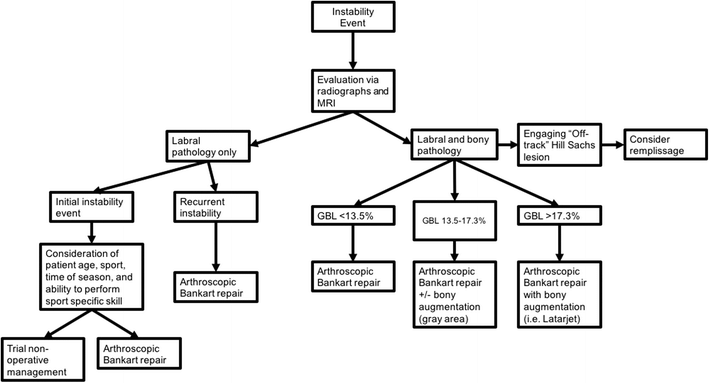 Instability
Event
Evaluation via
radiographs and
MRI
Labral
pathology only
Labral and bony
pathology
Engaging “Off-
track” Hill Sachs
lesion
Consider
remplissage
Initial instability
event
Recurrent
instability
GBL <13.5%
GBL 13.5-17.3%
GBL >17.3%
Consideration of
patient age, sport,
time of season, and
ability to perform
sport specific skill
Arthroscopic
Bankart repair
Arthroscopic
Bankart repair
Arthroscopic
Bankart repair
+/- bony
augmentation
(gray area)
Arthroscopic
Bankart repair
with bony
augmentation
(i.e. Latarjet)
Trial non-
operative
management
Arthroscopic
Bankart repair